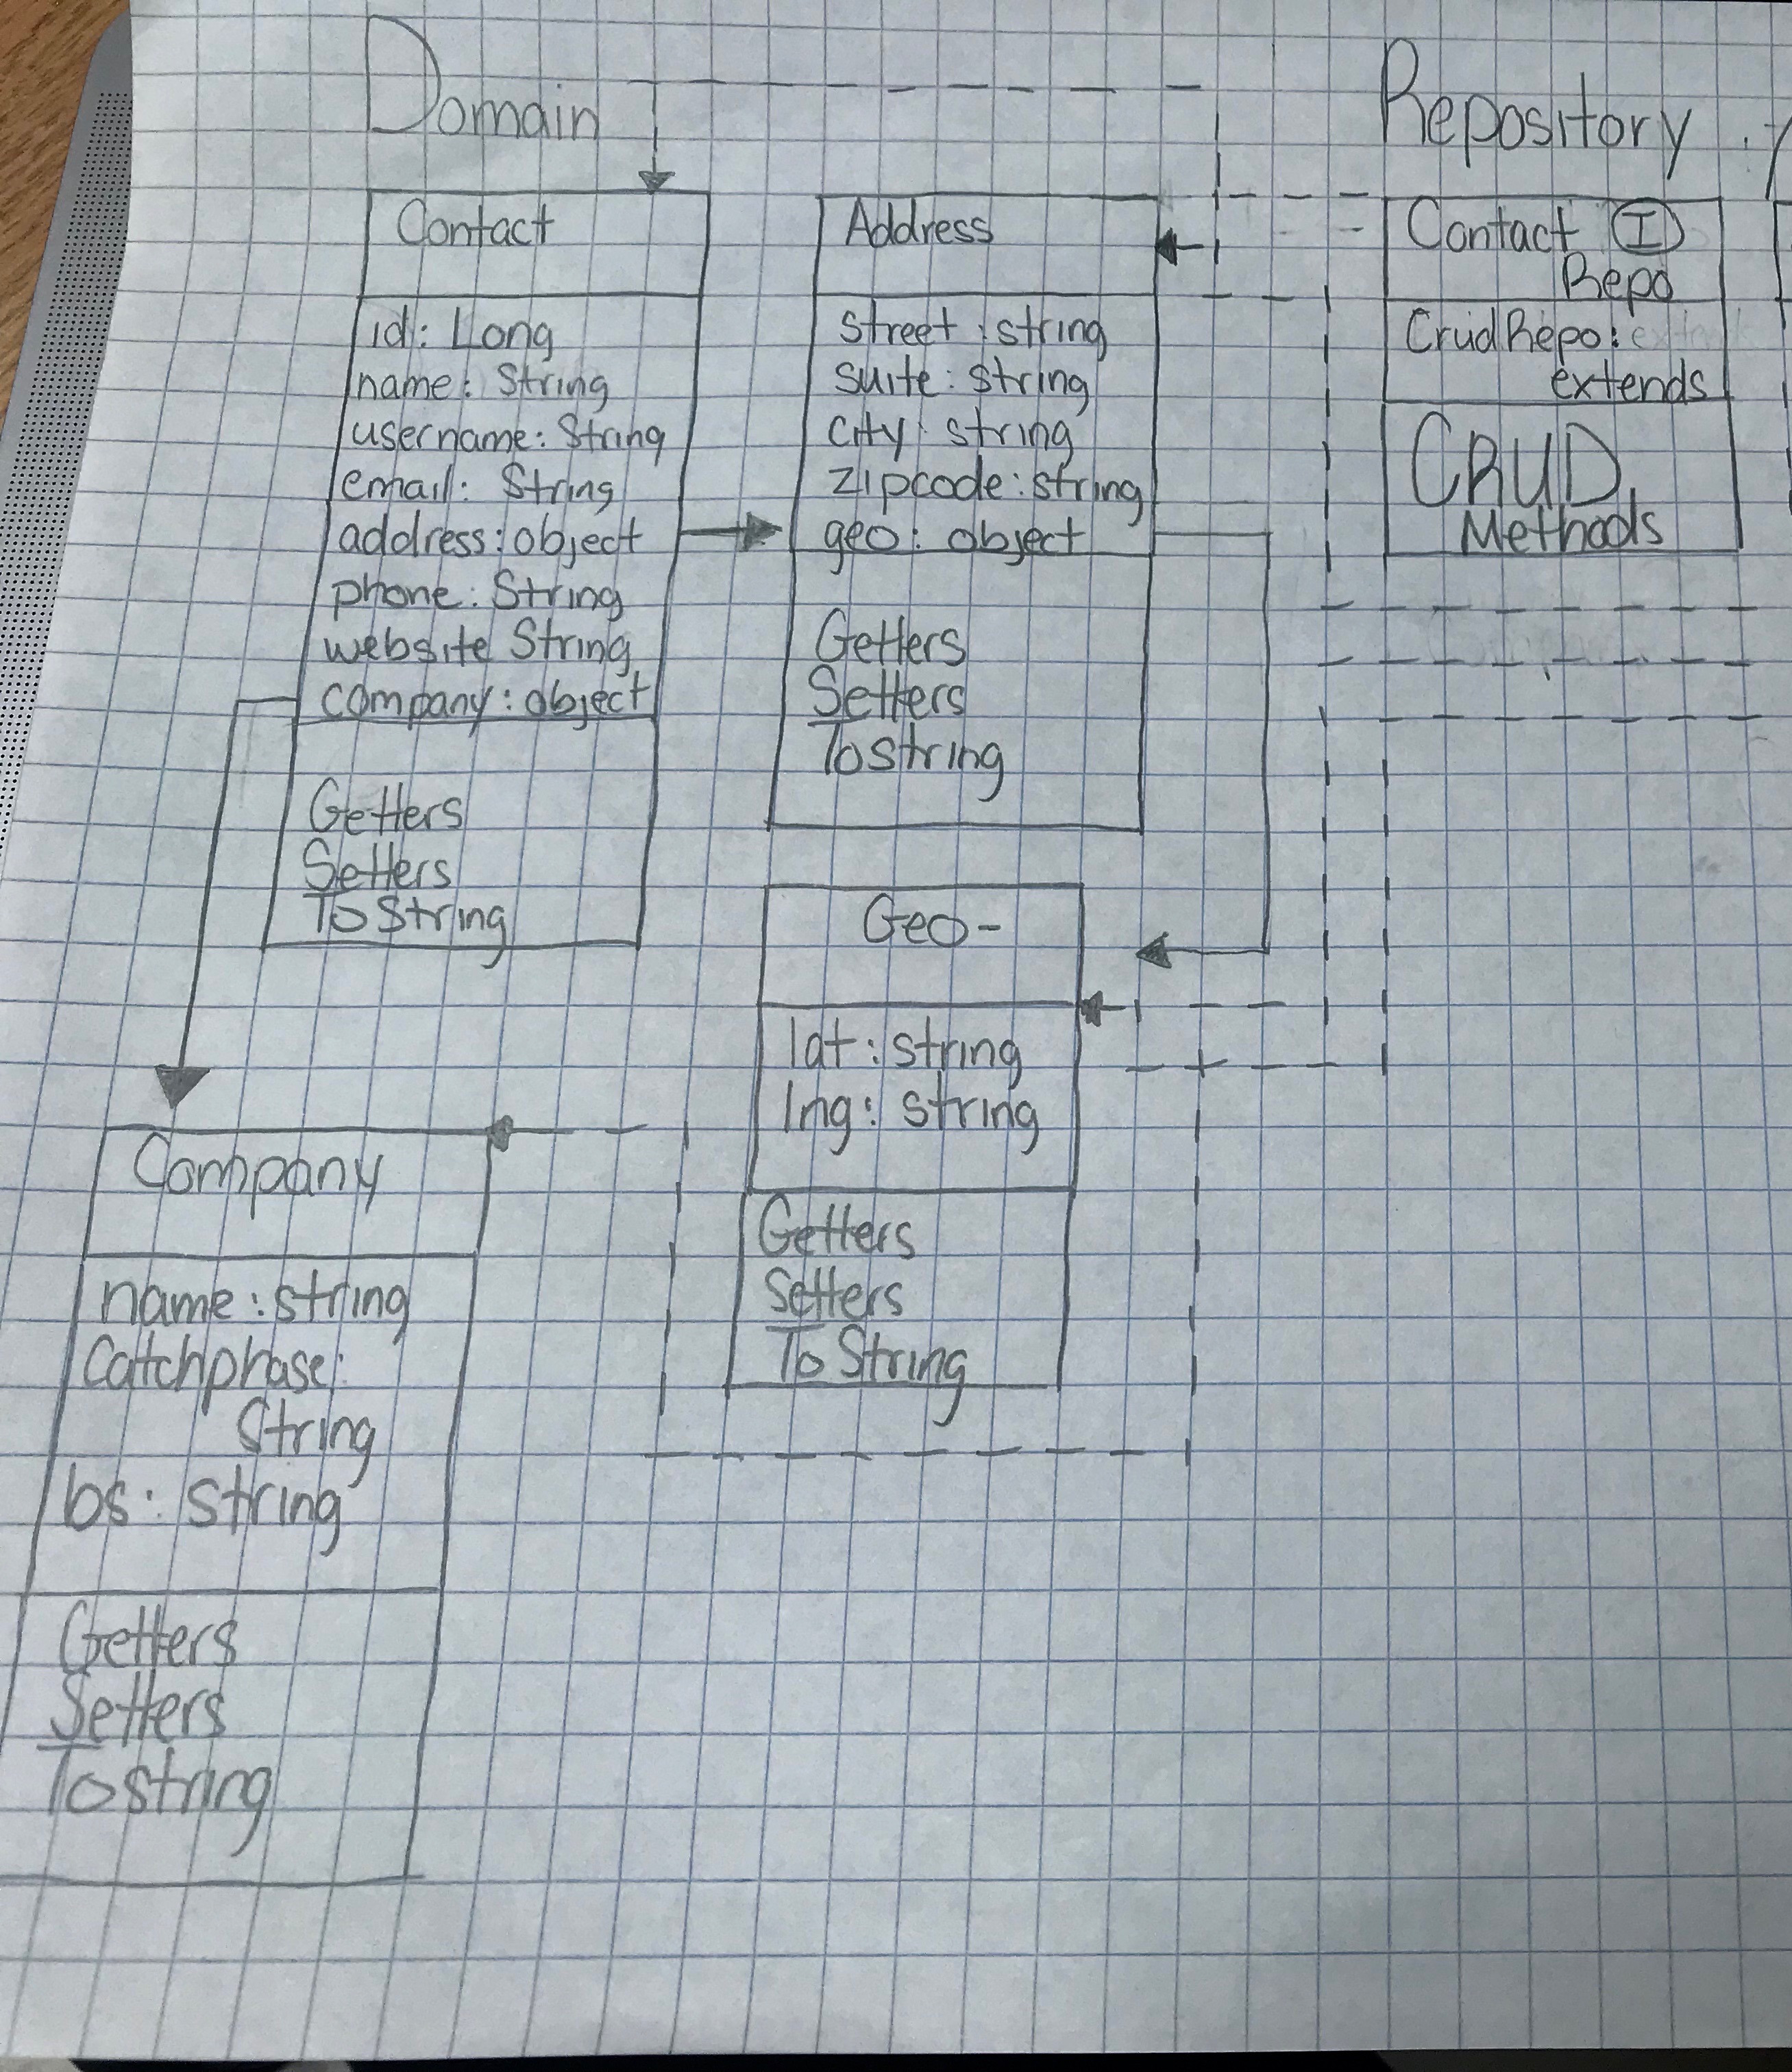 Domain
Contact
id: Long
name: String
username: String
email: String
address: object
phone: String
website String
company: object
Getters
Setters
To String
Address
Street: string
suite: string
city: string
zipcode: string
geo: object
Getters
Setters
Tostring
Geo-
lat: string
lng: string
Getters
Setters
To String
Company
name: string
Catchphase:
String
bs: string
Getters
Setters
Tostring
Repository
Contact I
Repo
CrudRepo:
extends
CRUD
Methods